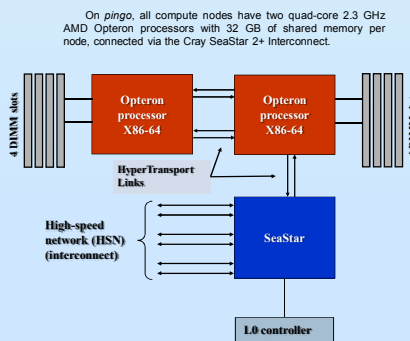 On pingo, all compute nodes have two quad-core 2.3 GHz
AMD Opteron processors with 32 GB of shared memory per
node, connected via the Cray SeaStar 2+ Interconnect.
4 DIMM slots
Opteron
processor
X86-64
Opteron
processor
X86-64
HyperTransport
Links
High-speed
network (HSN)
(interconnect)
SeaStar
L0 controller